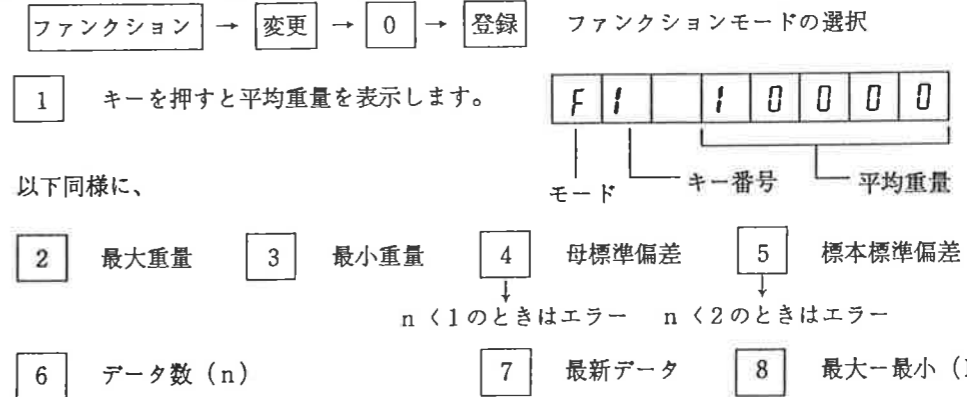 ファンクション → 変更 → 0 → 登録 ファンクションモードの選択
1 キーを押すと平均重量を表示します。
F 1 1 0 0 0 0
モード キー番号 平均重量
以下同様に、
2 最大重量 3 最小重量 4 母標準偏差 5 標本標準偏差
↓ ↓
n <1のときはエラー n <2のときはエラー
6 データ数(n) 7 最新データ 8 最大ー最小(